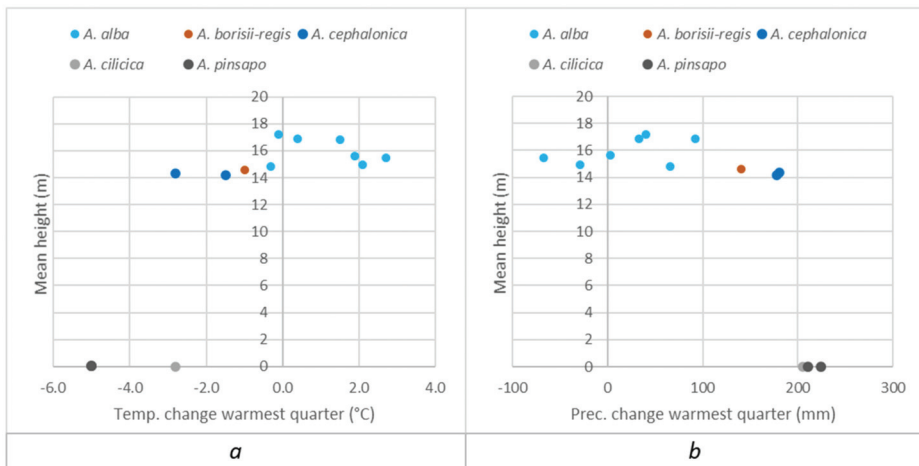 A. alba A. borisii-regis A. cephalonica
A. cilicica A. pinsapo
20
18
16
14
12
10
8
6
4
2
0
Mean height (m)
-6.0 -4.0 -2.0 0.0 2.0 4.0
Temp. change warmest quarter (°C)
a
A. alba A. borisii-regis A. cephalonica
A. cilicica A. pinsapo
20
18
16
14
12
10
8
6
4
2
0
Mean height (m)
-100 0 100 200 300
Prec. change warmest quarter (mm)
b